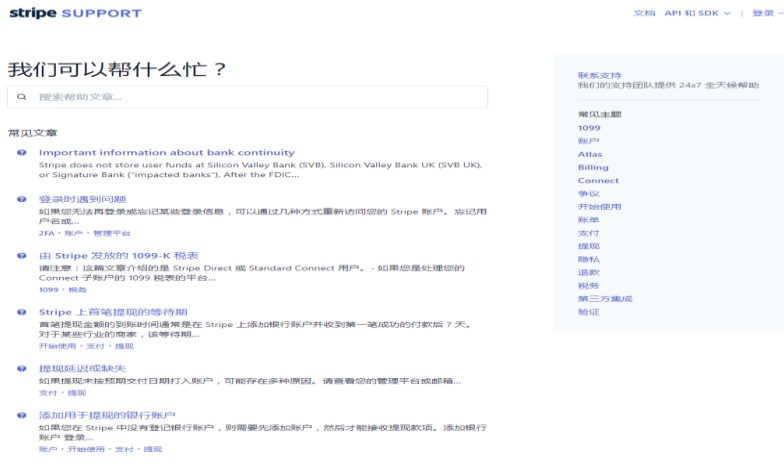 stripe SUPPORT
文档 API 和 SDK | 登录
我们可以帮什么忙？
搜索帮助文章...
常见文章
Important information about bank continuity
Stripe does not store user funds at Silicon Valley Bank (SVB), Silicon Valley Bank UK (SVB UK),
or Signature Bank ("impacted banks"). After the FDIC...
登录时遇到问题
如果您无法再登录或忘记某些登录信息，可以通过几种方式重新访问您的 Stripe 账户。忘记用
户名或...
2FA · 账户 · 管理平台
由 Stripe 发放的 1099-K 税表
请注意：这篇文章介绍的是 Stripe Direct 或 Standard Connect 用户。 - 如果您是处理您的
Connect 子账户的 1099 税表的平台...
1099 · 税务
Stripe 上首笔提现的等待期
首笔提现金额的到账时间通常是在 Stripe 上添加银行账户并收到第一笔成功的付款后 7 天。
对于某些行业的商家，该等待期...
开始使用 · 支付 · 提现
提现延迟或缺失
如果提现未按预期交付日期打入账户，可能存在多种原因。请查看您的管理平台或邮箱...
支付 · 提现
添加用于提现的银行账户
如果您在 Stripe 中没有登记银行账户，则需要先添加账户，然后才能接收提现款项。添加银行
账户 登录...
账户 · 开始使用 · 支付 · 提现
联系支持
我们的支持团队提供 24x7 全天候帮助
常见主题
1099
账户
Atlas
Billing
Connect
争议
开始使用
账单
支付
提现
隐私
退款
税务
第三方集成
验证